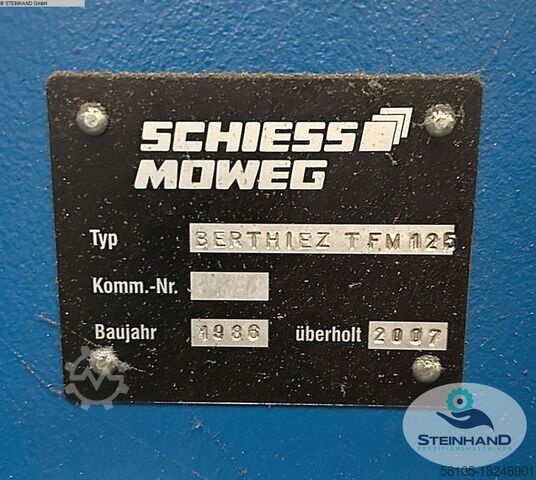 © STEINHAND GmbH
SCHIESS
MOWEG
Typ BERTHIEZ TFM125
Komm.-Nr.
Baujahr 1986 überholt 2007
STEINHAND
PRÄZISIONSMASCHINEN
58105-18248901